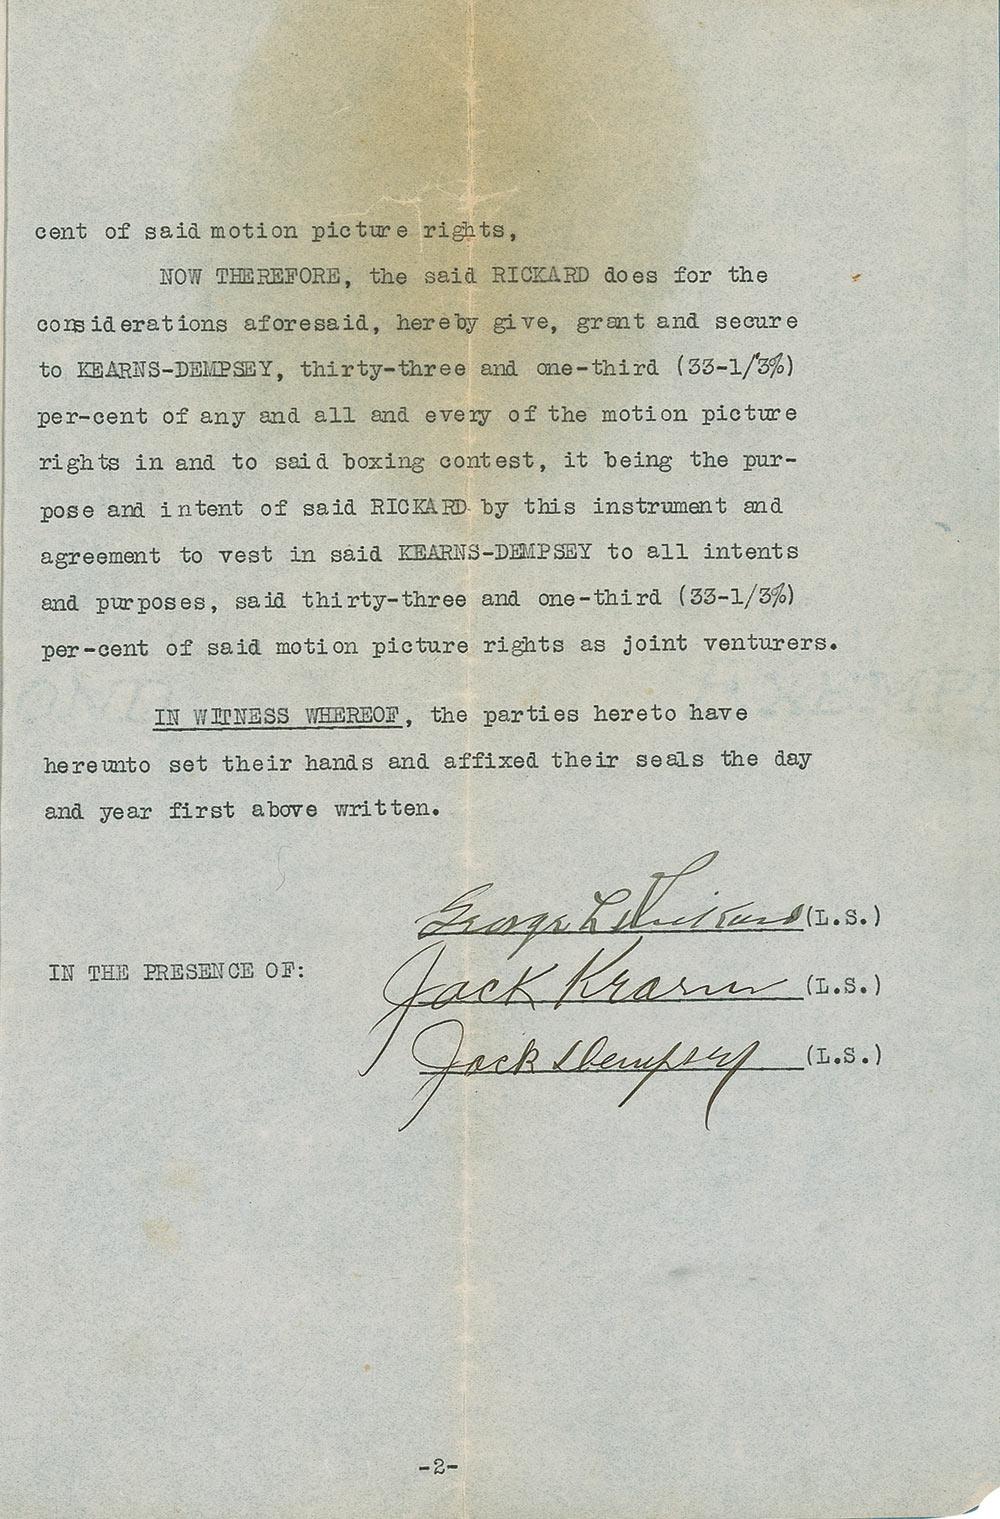 cent of said motion picture rights,
NOW THEREFORE, the said RICKARD does for the
considerations aforesaid, hereby give, grant and secure
to KEARNS-DEMPSEY, thirty-three and one-third (33-1/3%)
per-cent of any and all and every of the motion picture
rights in and to said boxing contest, it being the pur-
pose and intent of said RICKARD by this instrument and
agreement to vest in said KEARNS-DEMPSEY to all intents
and purposes, said thirty-three and one-third (33-1/3%)
per-cent of said motion picture rights as joint venturers.
IN WITNESS WHEREOF, the parties hereto have
hereunto set their hands and affixed their seals the day
and year first above written.
George L Rickard (L.S.)
IN THE PRESENCE OF:
Jack Kearns (L.S.)
Jack Dempsey (L.S.)
-2-